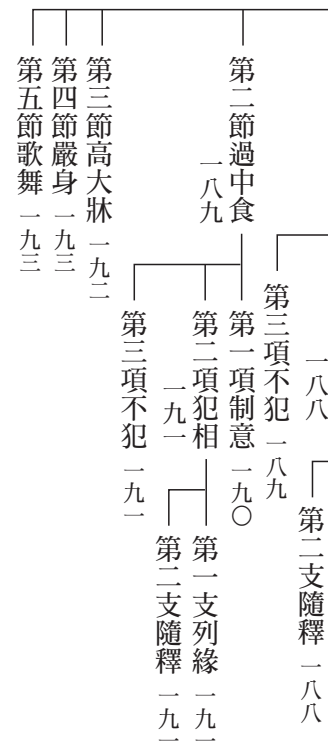 一八八
第二支隨釋 一八八
第三項不犯 一八九
第二節過中食
一八九
第一項制意 一九〇
第二項犯相
一九一
第一支列緣 一九一
第二支隨釋 一九一
第三項不犯 一九一
第三節高大牀 一九二
第四節嚴身 一九三
第五節歌舞 一九三